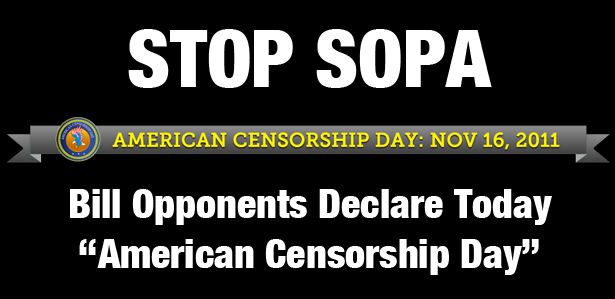 STOP SOPA
AMERICAN CENSORSHIP DAY: NOV 16, 2011
Bill Opponents Declare Today
“American Censorship Day”